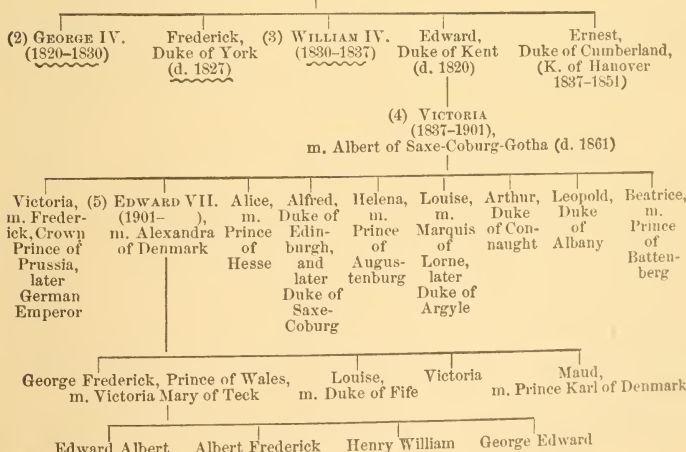 (2) GEORGE IV.
(1820–1830)
Frederick,
Duke of York
(d. 1827)
(3) WILLIAM IV.
(1830–1837)
Edward,
Duke of Kent
(d. 1820)
Ernest,
Duke of Cumberland,
(K. of Hanover
1837–1851)
(4) VICTORIA
(1837–1901),
m. Albert of Saxe-Coburg-Gotha (d. 1861)
Victoria,
m. Freder-
ick, Crown
Prince of
Prussia,
later
German
Emperor
(5) EDWARD VII.
(1901– ),
m. Alexandra
of Denmark
Alice,
m.
Prince
of
Hesse
Alfred,
Duke of
Edin-
burgh,
and
later
Duke of
Saxe-
Coburg
Helena,
m.
Prince
of
Augus-
tenburg
Louise,
m.
Marquis
of
Lorne,
later
Duke of
Argyle
Arthur,
Duke
of Con-
naught
Leopold,
Duke
of
Albany
Beatrice,
m.
Prince
of
Batten-
berg
George Frederick, Prince of Wales,
m. Victoria Mary of Teck
Louise,
m. Duke of Fife
Victoria
Maud,
m. Prince Karl of Denmark
Edward Albert
Albert Frederick
Henry William
George Edward